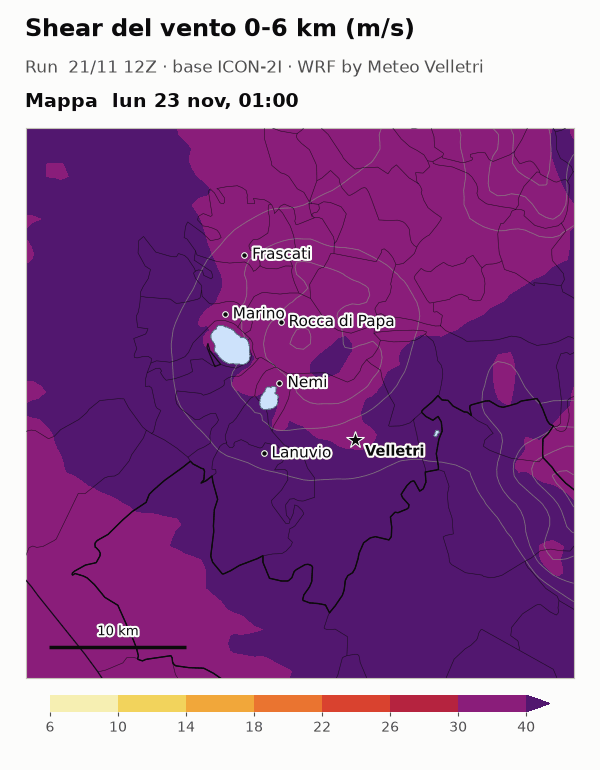 Shear del vento 0-6 km (m/s)
Run  21/11 12Z · base ICON-2I · WRF by Meteo Velletri
Mappa  lun 23 nov, 01:00
Frascati
Marino
Rocca di Papa
Nemi
Velletri
Lanuvio
10 km
6 10 14 18 22 26 30 40